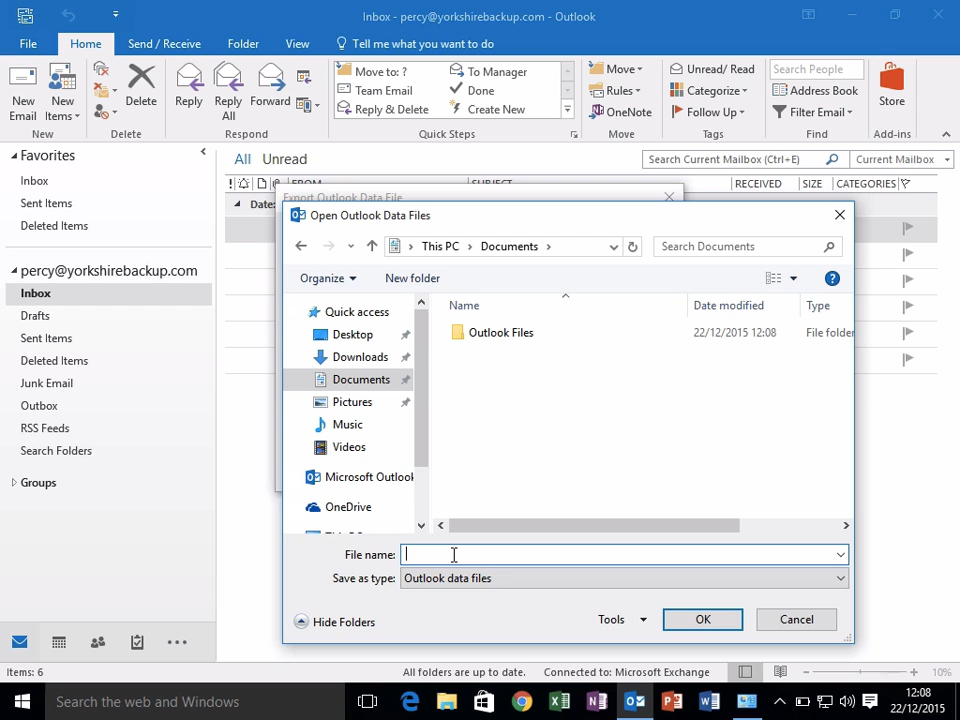 Inbox - percy@yorkshirebackup.com - Outlook
File Home Send / Receive Folder View Tell me what you want to do
New Email
New Items
Delete
Reply
Reply All
Forward
Move to: ? To Manager
Team Email Done
Reply & Delete Create New
Move
Rules
OneNote
Unread/ Read
Categorize
Follow Up
Search People
Address Book
Filter Email
Store
New Delete Respond Quick Steps Move Tags Find Add-ins
Favorites
Inbox
Sent Items
Deleted Items
percy@yorkshirebackup.com
Inbox
Drafts
Sent Items
Deleted Items
Junk Email
Outbox
RSS Feeds
Search Folders
Groups
All Unread
Search Current Mailbox (Ctrl+E) Current Mailbox
FROM SUBJECT RECEIVED SIZE CATEGORIES
Date:
Export Outlook Data File
Open Outlook Data Files
This PC Documents
Search Documents
Organize New folder
Quick access
Desktop
Downloads
Documents
Pictures
Music
Videos
Microsoft Outlook
OneDrive
Name Date modified Type
Outlook Files 22/12/2015 12:08 File folder
File name:
Save as type: Outlook data files
Hide Folders Tools OK Cancel
Items: 6 All folders are up to date. Connected to: Microsoft Exchange 10%
Search the web and Windows
12:08
22/12/2015